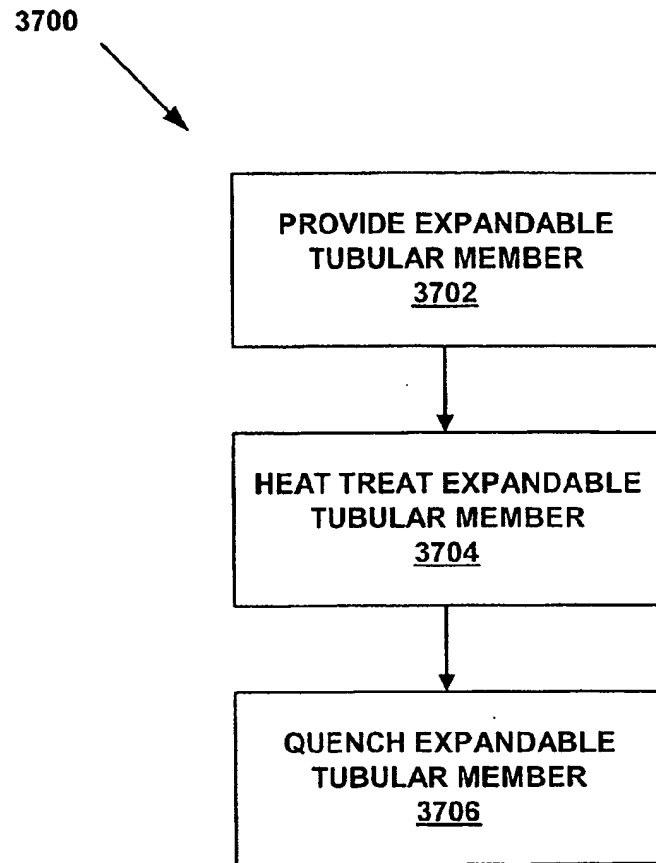 3700
PROVIDE EXPANDABLE
TUBULAR MEMBER
3702
HEAT TREAT EXPANDABLE
TUBULAR MEMBER
3704
QUENCH EXPANDABLE
TUBULAR MEMBER
3706